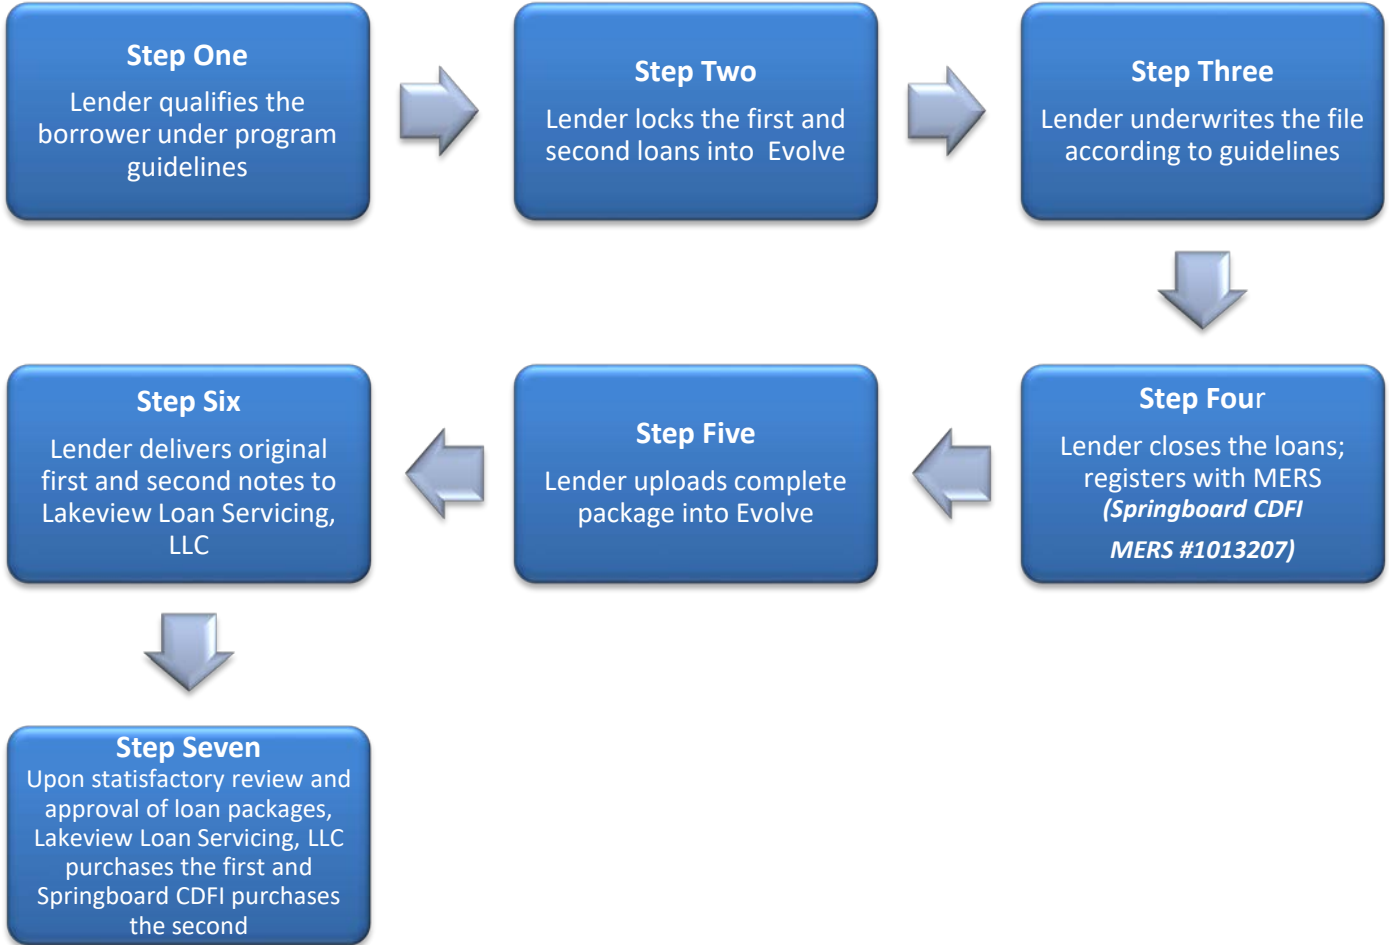 Step One
Lender qualifies the
borrower under program
guidelines
Step Two
Lender locks the first and
second loans into Evolve
Step Three
Lender underwrites the file
according to guidelines
Step Four
Lender closes the loans;
registers with MERS
(Springboard CDFI
MERS #1013207)
Step Five
Lender uploads complete
package into Evolve
Step Six
Lender delivers original
first and second notes to
Lakeview Loan Servicing,
LLC
Step Seven
Upon statisfactory review and
approval of loan packages,
Lakeview Loan Servicing, LLC
purchases the first and
Springboard CDFI purchases
the second